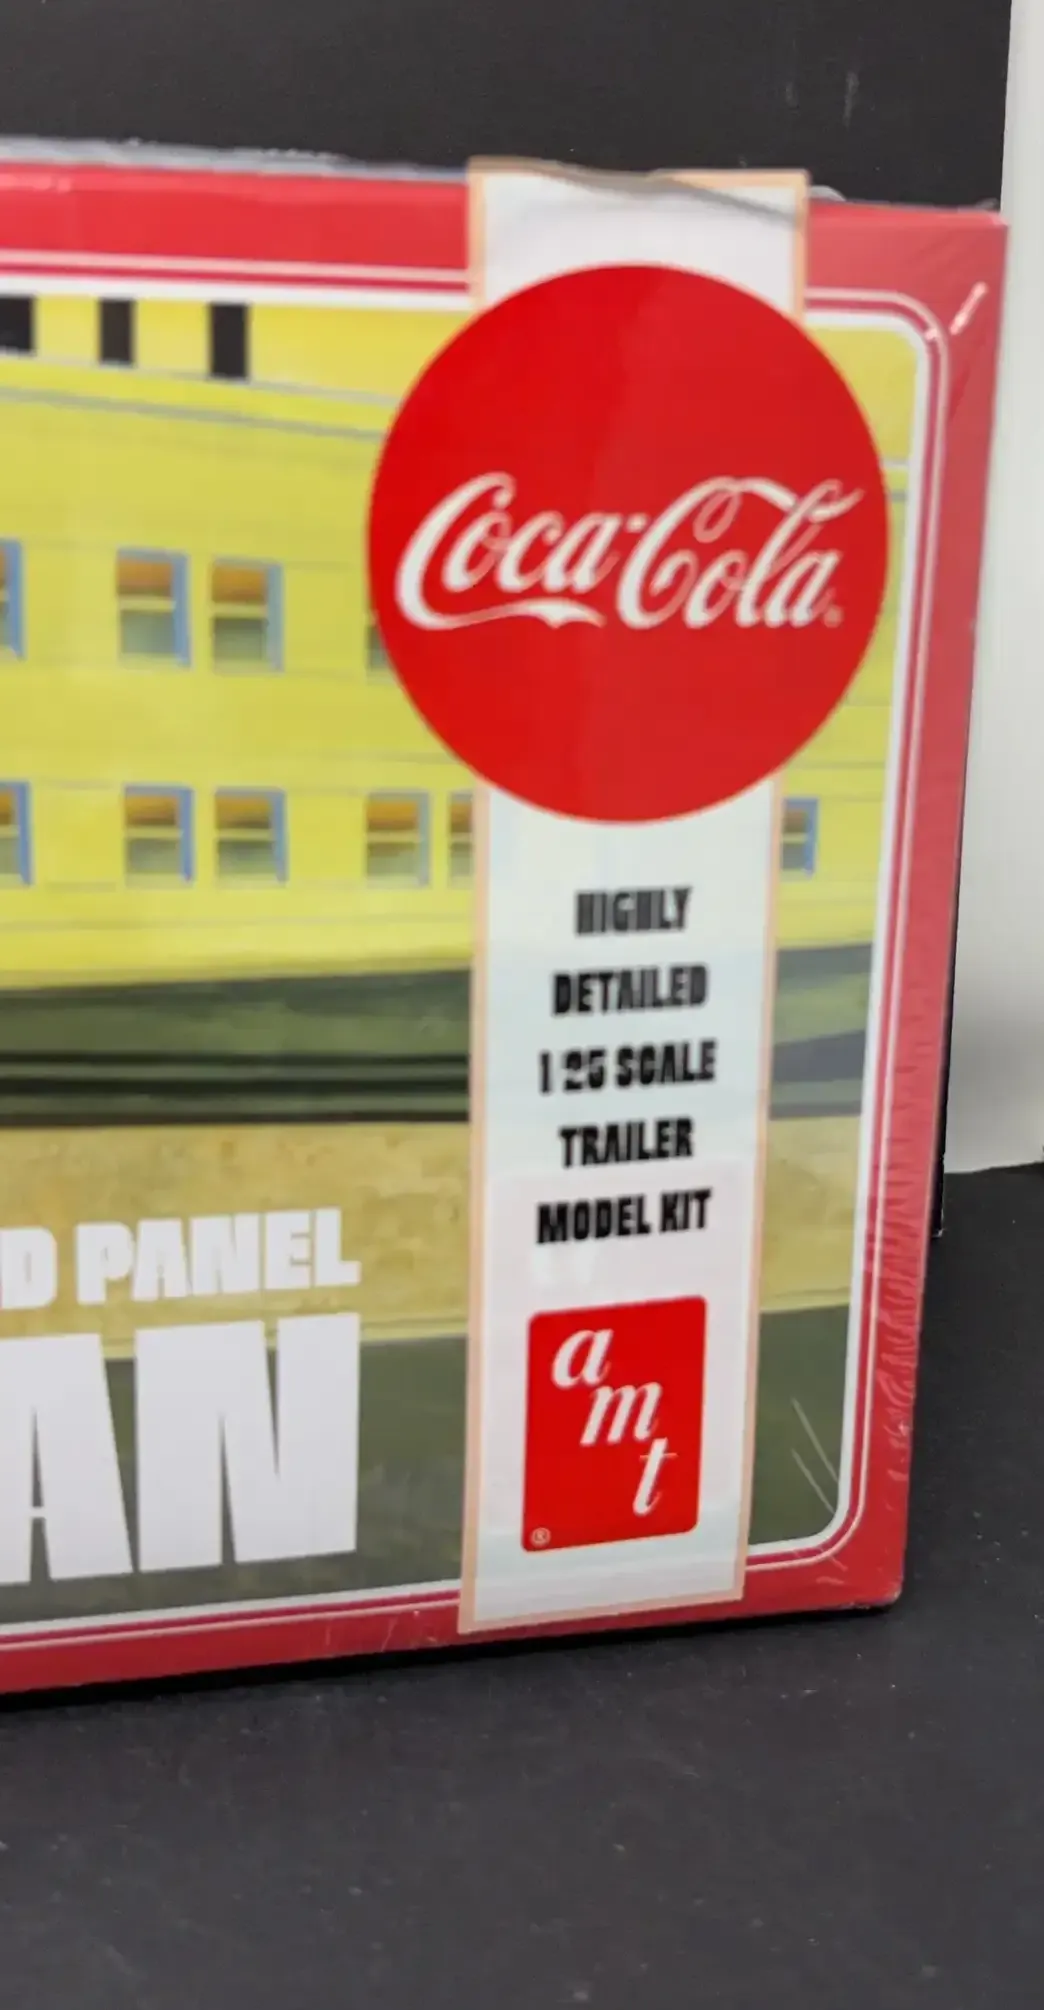 Coca-Cola
HIGHLY
DETAILED
1 25 SCALE
TRAILER
MODEL KIT
D PANEL
AN
amt
®